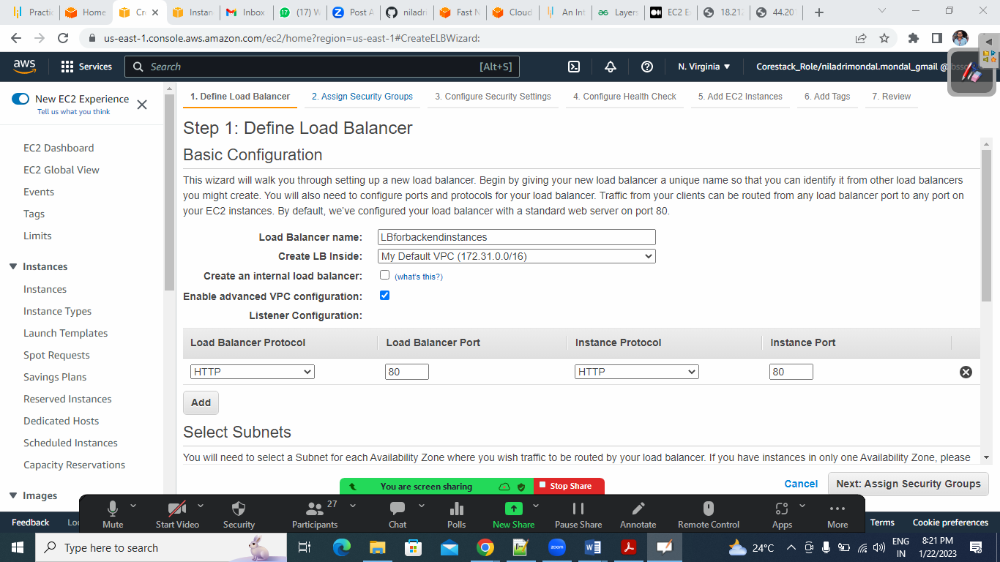 Practic
Home
Cr
Instan
Inbox
(17) W
Post A
niladri
Fast N
Cloud
An Int
Layers
EC2 E
18.212
44.201
us-east-1.console.aws.amazon.com/ec2/home?region=us-east-1#CreateELBWizard:
aws
Services
Search
[Alt+S]
N. Virginia
Corestack_Role/niladrimondal.mondal_gmail @
New EC2 Experience
Tell us what you think
EC2 Dashboard
EC2 Global View
Events
Tags
Limits
Instances
Instances
Instance Types
Launch Templates
Spot Requests
Savings Plans
Reserved Instances
Dedicated Hosts
Scheduled Instances
Capacity Reservations
Images
1. Define Load Balancer
2. Assign Security Groups
3. Configure Security Settings
4. Configure Health Check
5. Add EC2 Instances
6. Add Tags
7. Review
Step 1: Define Load Balancer
Basic Configuration
This wizard will walk you through setting up a new load balancer. Begin by giving your new load balancer a unique name so that you can identify it from other load balancers
you might create. You will also need to configure ports and protocols for your load balancer. Traffic from your clients can be routed from any load balancer port to any port on
your EC2 instances. By default, we've configured your load balancer with a standard web server on port 80.
Load Balancer name: LBforbackendinstances
Create LB Inside: My Default VPC (172.31.0.0/16)
Create an internal load balancer: (what's this?)
Enable advanced VPC configuration:
Listener Configuration:
Load Balancer Protocol Load Balancer Port Instance Protocol Instance Port
HTTP 80 HTTP 80
Add
Select Subnets
You will need to select a Subnet for each Availability Zone where you wish traffic to be routed by your load balancer. If you have instances in only one Availability Zone, please
Cancel
Next: Assign Security Groups
You are screen sharing
Stop Share
27
Mute
Start Video
Security
Participants
Chat
Polls
New Share
Pause Share
Annotate
Remote Control
Apps
More
Feedback
Lo
Terms
Cookie preferences
Type here to search
zoom
24°C
ENG
IN
8:21 PM
1/22/2023